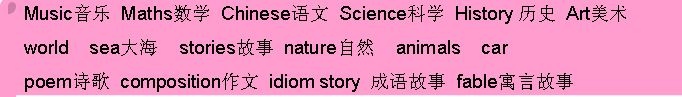 Music音乐 Maths数学 Chinese语文 Science科学 History 历史 Art美术
world sea大海 stories故事 nature自然 animals car
poem诗歌 composition作文 idiom story 成语故事 fable寓言故事